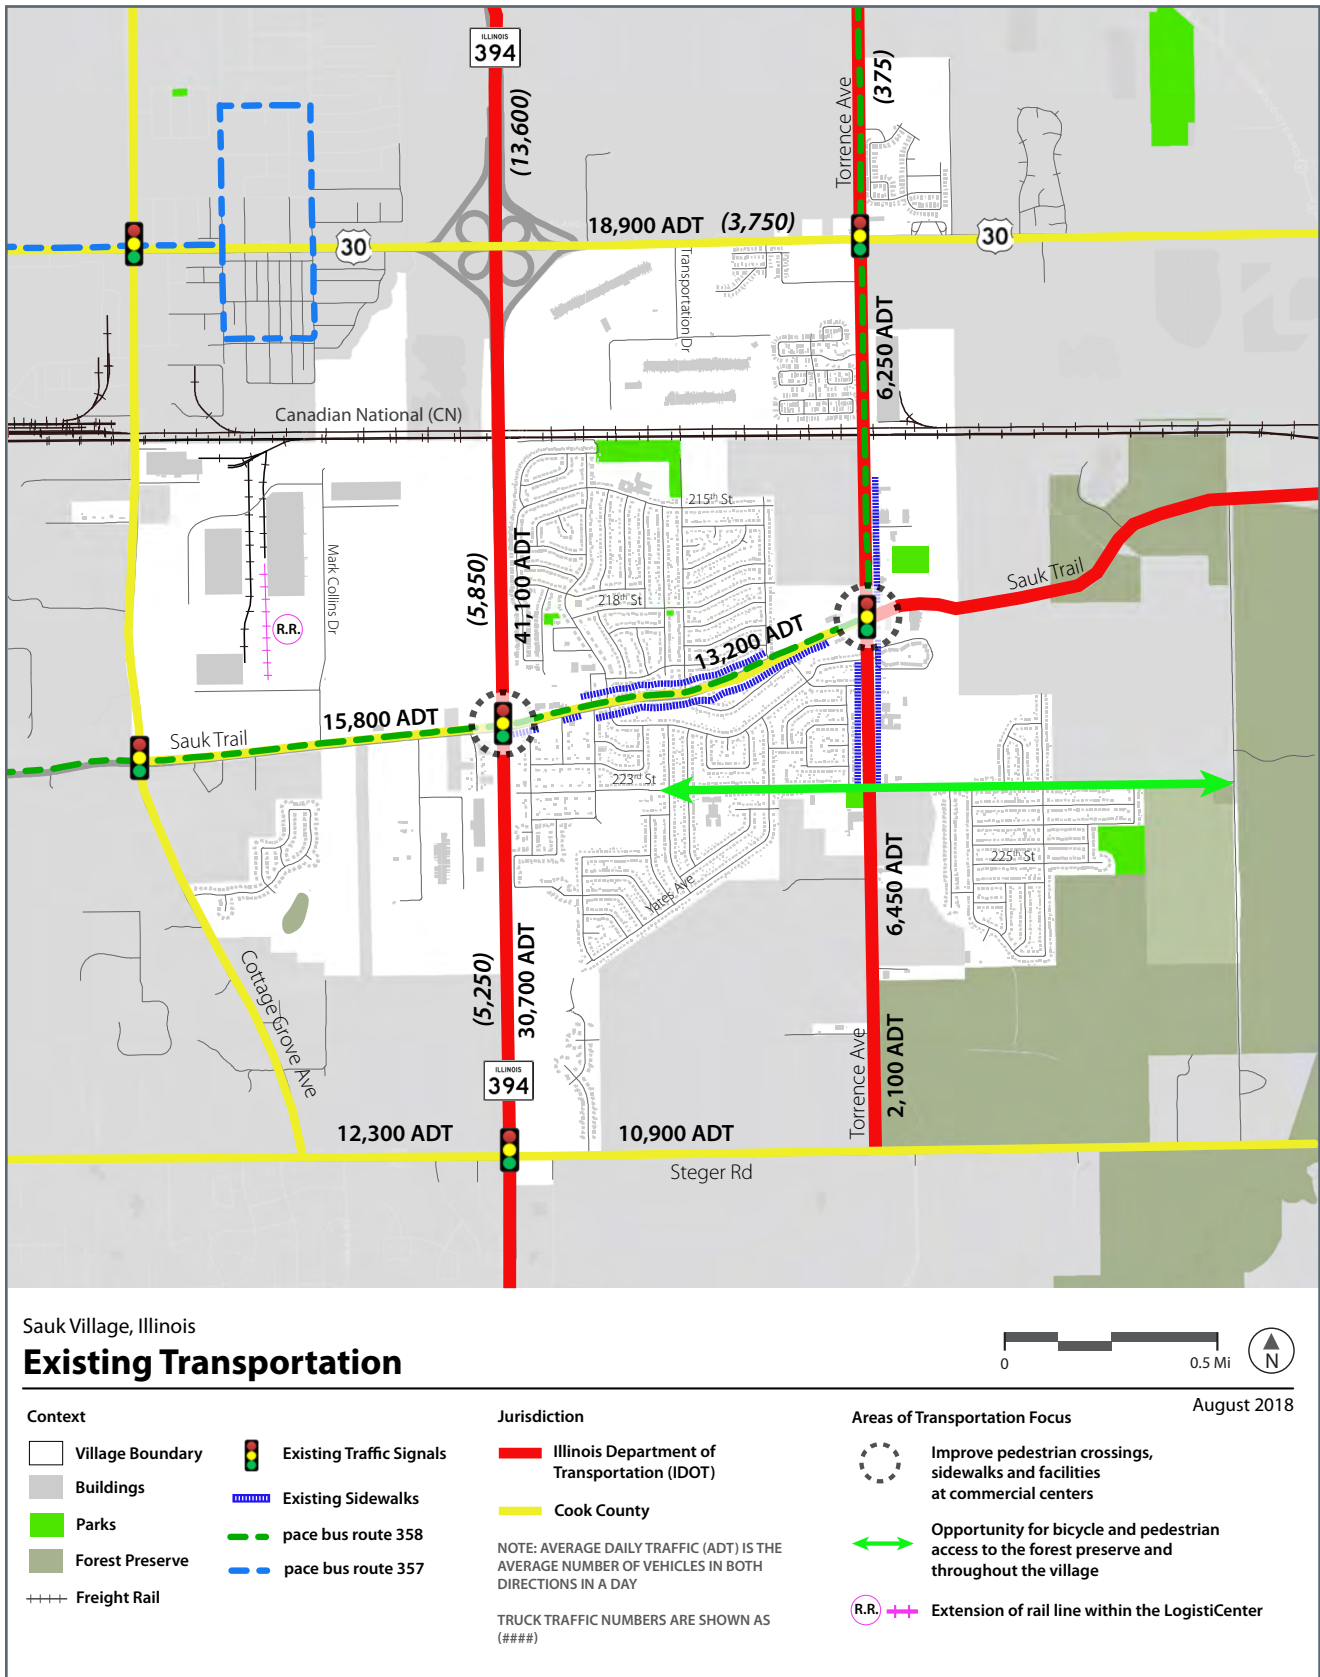 ILLINOIS
394
(13,600)
Torrence Ave
(375)
18,900 ADT (3,750)
30
30
Transportation Dr
6,250 ADT
Canadian National (CN)
215th St
Mark Collins Dr
(5,850)
41,100 ADT
218th St
Sauk Trail
R.R.
13,200 ADT
15,800 ADT
Sauk Trail
223rd St
225th St
Yates Ave
6,450 ADT
Cottage Grove Ave
(5,250)
30,700 ADT
Torrence Ave
2,100 ADT
ILLINOIS
394
12,300 ADT
10,900 ADT
Steger Rd
Sauk Village, Illinois
Existing Transportation
0
0.5 Mi
N
August 2018
Context
Village Boundary
Buildings
Parks
Forest Preserve
Freight Rail
Existing Traffic Signals
Existing Sidewalks
pace bus route 358
pace bus route 357
Jurisdiction
Illinois Department of
Transportation (IDOT)
Cook County
NOTE: AVERAGE DAILY TRAFFIC (ADT) IS THE
AVERAGE NUMBER OF VEHICLES IN BOTH
DIRECTIONS IN A DAY
TRUCK TRAFFIC NUMBERS ARE SHOWN AS
(####)
Areas of Transportation Focus
Improve pedestrian crossings,
sidewalks and facilities
at commercial centers
Opportunity for bicycle and pedestrian
access to the forest preserve and
throughout the village
R.R.
Extension of rail line within the LogistiCenter